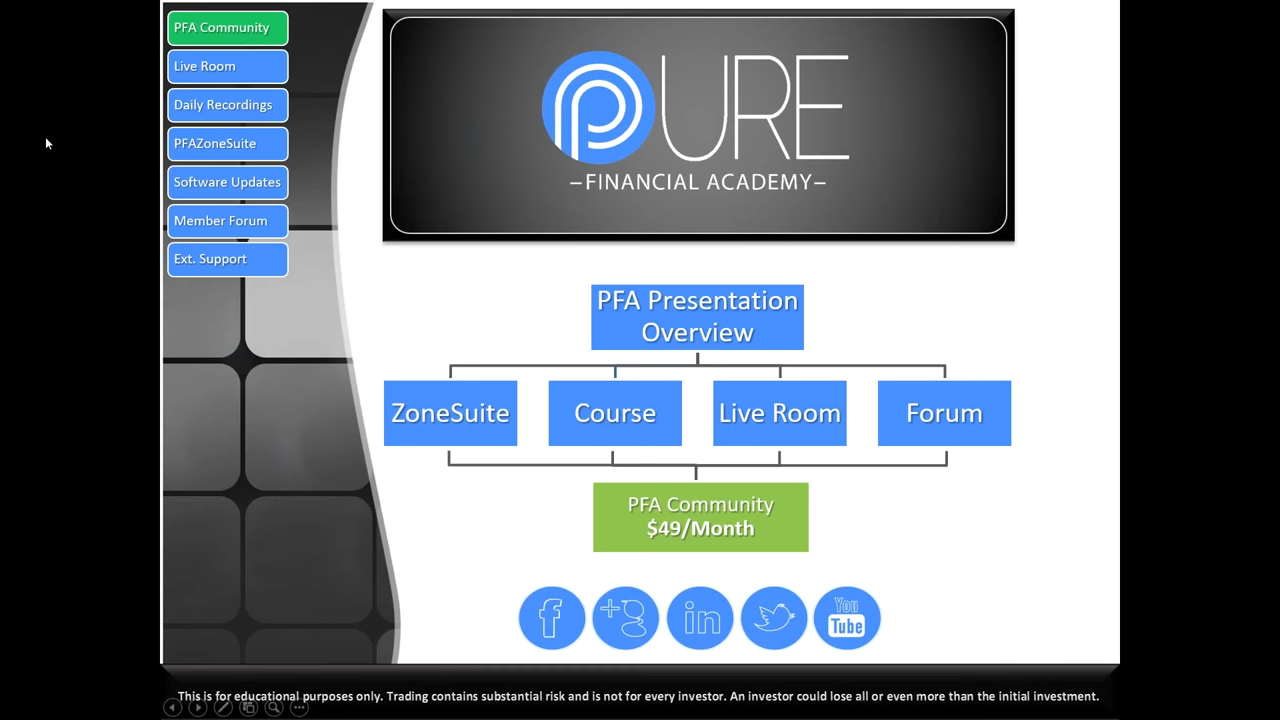 PFA Community
Live Room
Daily Recordings
PFAZoneSuite
Software Updates
Member Forum
Ext. Support
PURE
–FINANCIAL ACADEMY–
PFA Presentation
Overview
ZoneSuite
Course
Live Room
Forum
PFA Community
$49/Month
f
+g
in
You
Tube
This is for educational purposes only. Trading contains substantial risk and is not for every investor. An investor could lose all or even more than the initial investment.